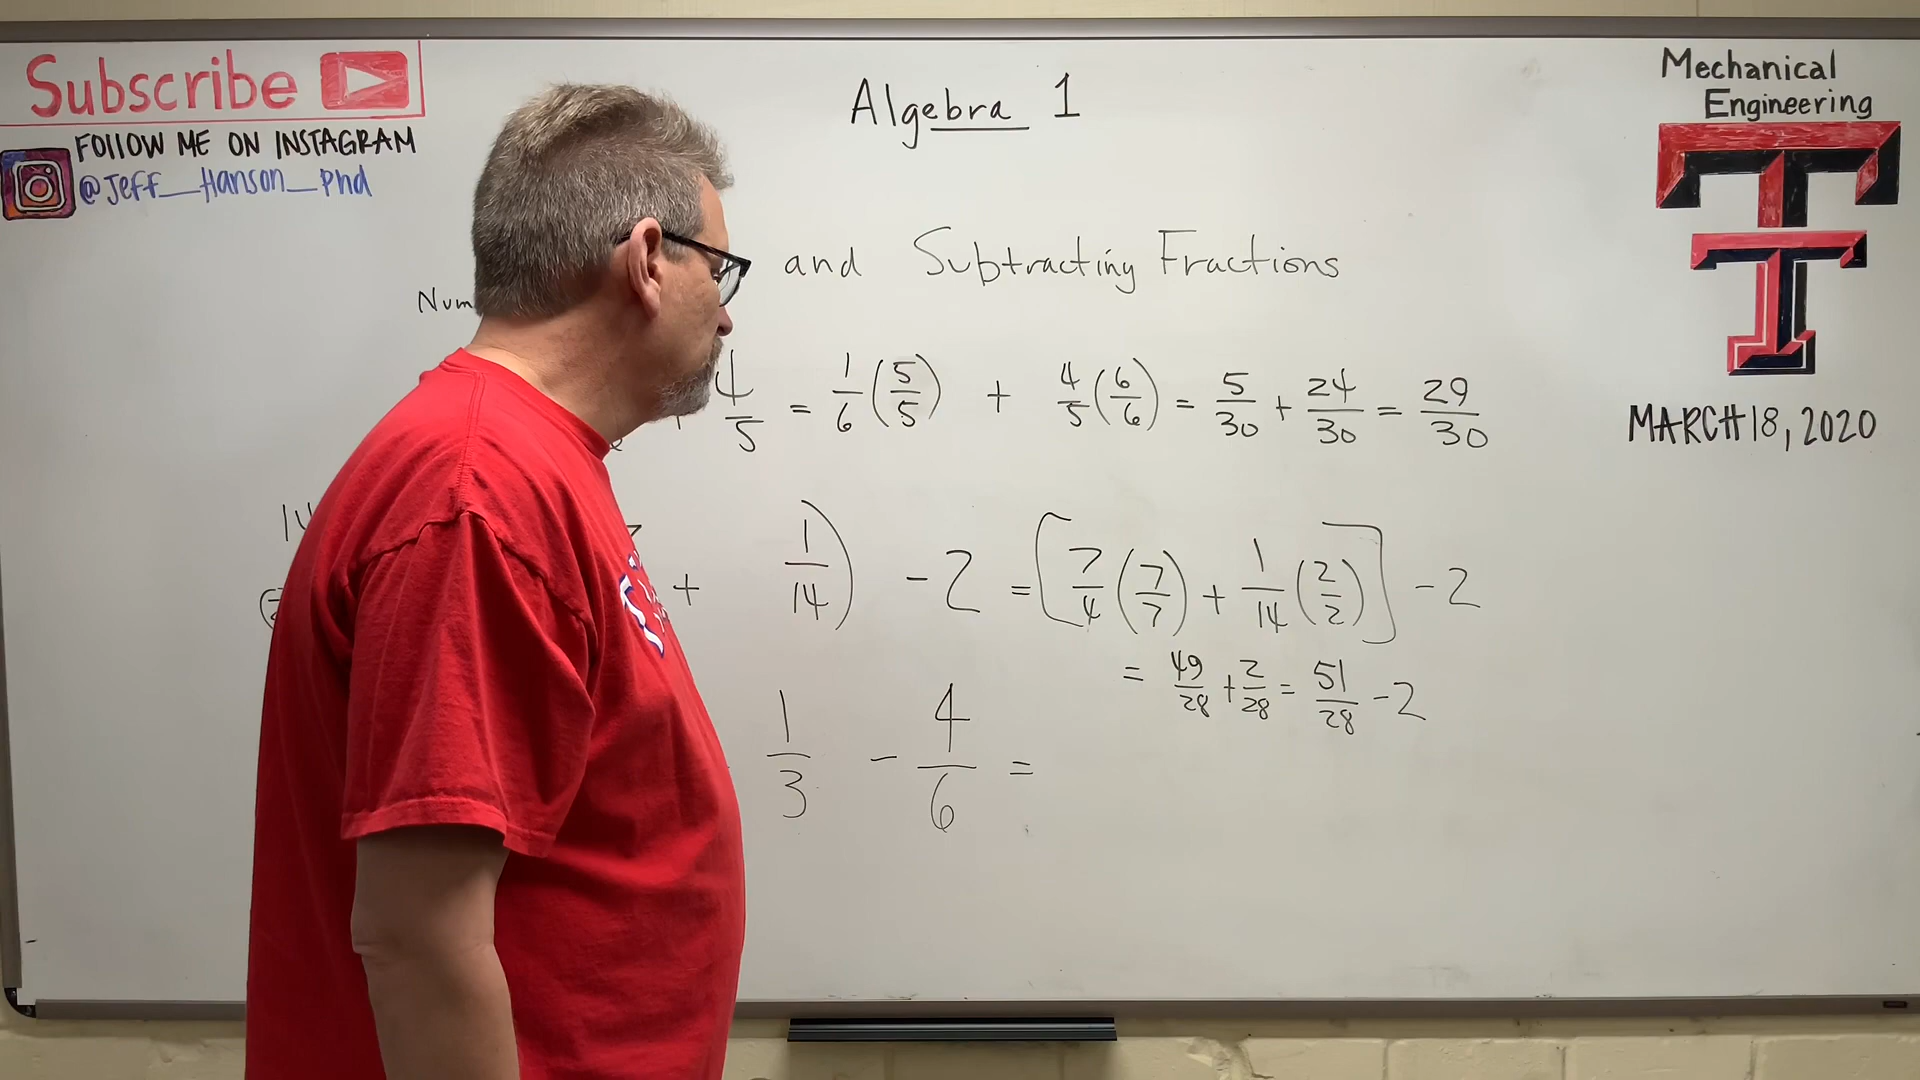 Subscribe
FOLLOW ME ON INSTAGRAM
@Jeff_Hanson_Phd
Algebra 1
Mechanical
Engineering
MARCH 18, 2020
and Subtracting Fractions
Num
4/5 = 1/6 (5/5) + 4/5 (6/6) = 5/30 + 24/30 = 29/30
14
+ 1/14) - 2 = [7/4 (7/7) + 1/14 (2/2)] - 2
= 49/28 + 2/28 = 51/28 - 2
1/3 - 4/6 =